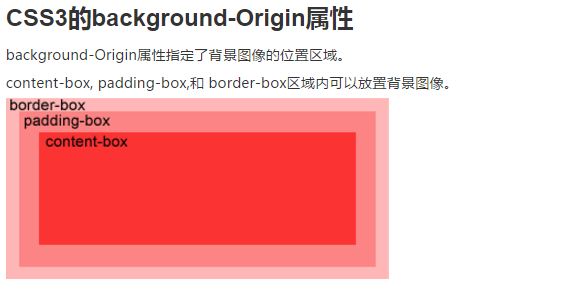 CSS3的background-Origin属性
background-Origin属性指定了背景图像的位置区域。
content-box, padding-box,和 border-box区域内可以放置背景图像。
border-box
padding-box
content-box